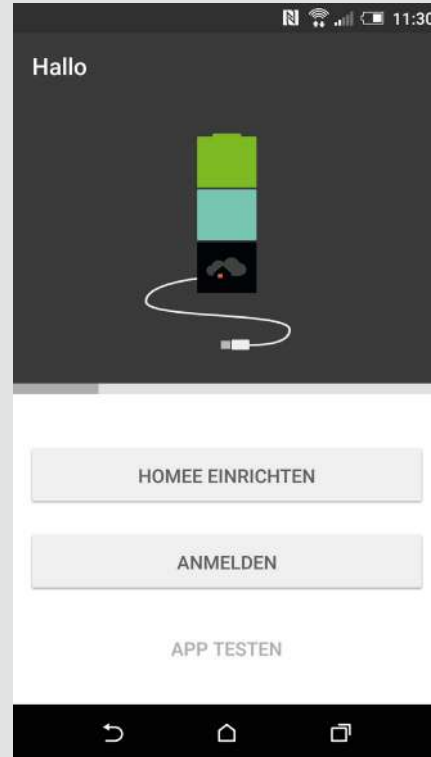 11:30
Hallo
HOMEE EINRICHTEN
ANMELDEN
APP TESTEN